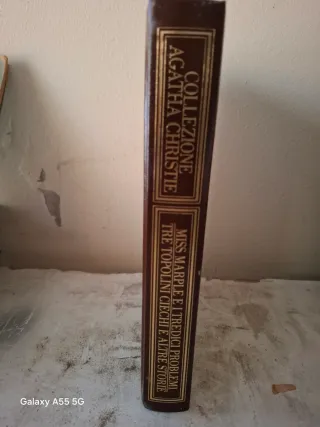 COLLEZIONE
AGATHA CHRISTIE
MISS MARPLE E I TREDICI PROBLEMI
TRE TOPOLINI CIECHI E ALTRE STORIE
Galaxy A55 5G